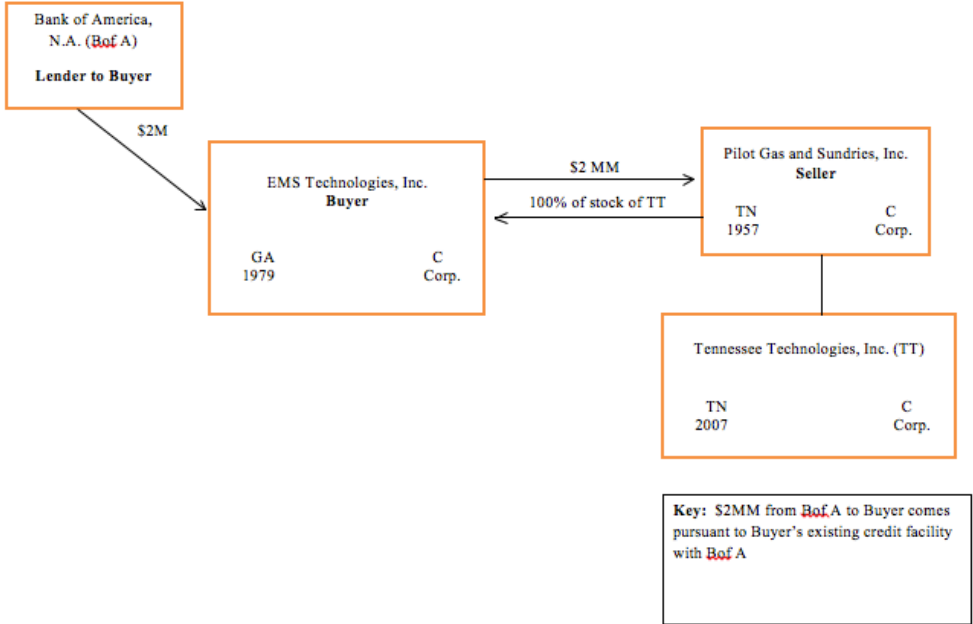 Bank of America,
N.A. (Bof A)
Lender to Buyer
$2M
EMS Technologies, Inc.
Buyer
GA C
1979 Corp.
$2 MM
100% of stock of TT
Pilot Gas and Sundries, Inc.
Seller
TN C
1957 Corp.
Tennessee Technologies, Inc. (TT)
TN C
2007 Corp.
Key: $2MM from Bof A to Buyer comes
pursuant to Buyer’s existing credit facility
with Bof A